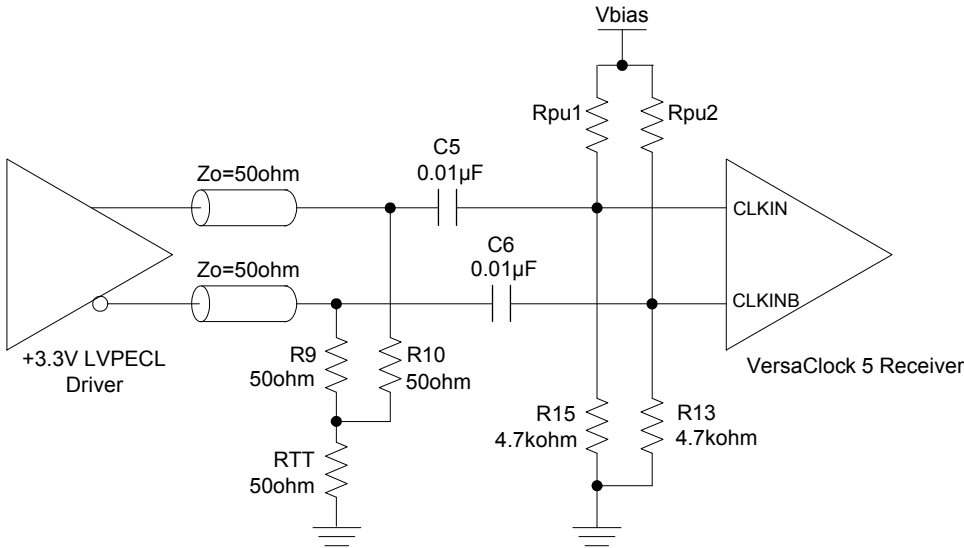 Vbias
Rpu1
Rpu2
C5
0.01µF
Zo=50ohm
CLKIN
C6
0.01µF
Zo=50ohm
CLKINB
+3.3V LVPECL
Driver
R9
50ohm
R10
50ohm
VersaClock 5 Receiver
R15
4.7kohm
R13
4.7kohm
RTT
50ohm